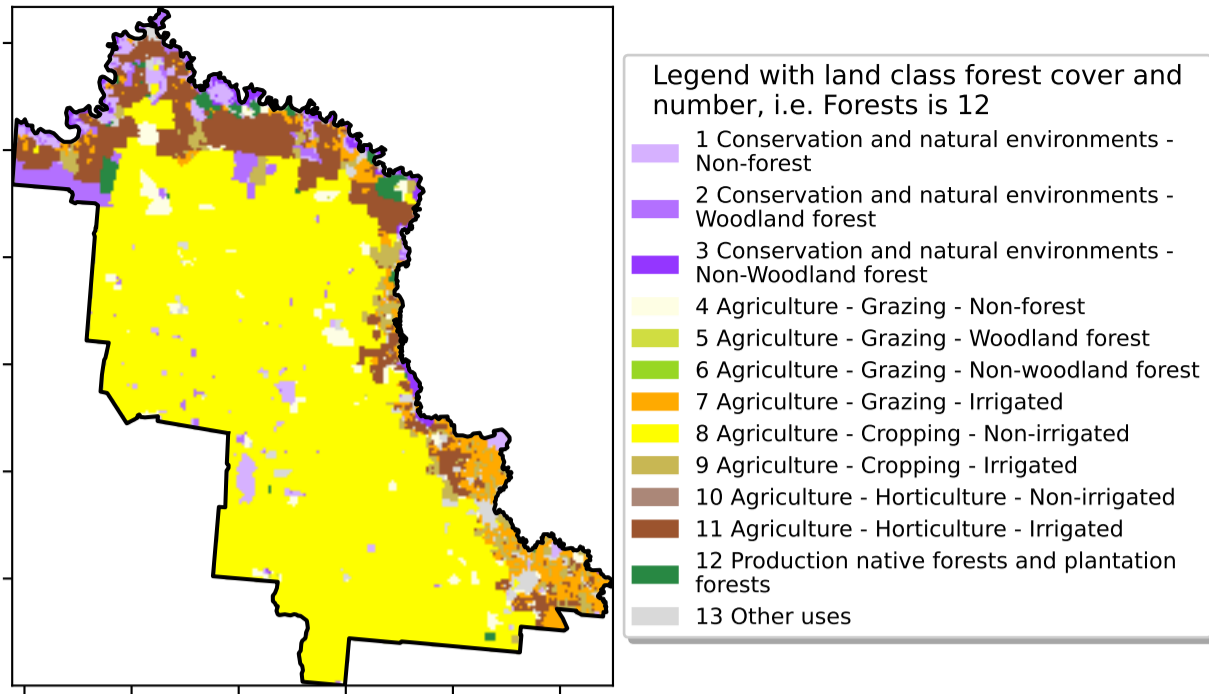 Legend with land class forest cover and
number, i.e. Forests is 12
1 Conservation and natural environments -
Non-forest
2 Conservation and natural environments -
Woodland forest
3 Conservation and natural environments -
Non-Woodland forest
4 Agriculture - Grazing - Non-forest
5 Agriculture - Grazing - Woodland forest
6 Agriculture - Grazing - Non-woodland forest
7 Agriculture - Grazing - Irrigated
8 Agriculture - Cropping - Non-irrigated
9 Agriculture - Cropping - Irrigated
10 Agriculture - Horticulture - Non-irrigated
11 Agriculture - Horticulture - Irrigated
12 Production native forests and plantation
forests
13 Other uses